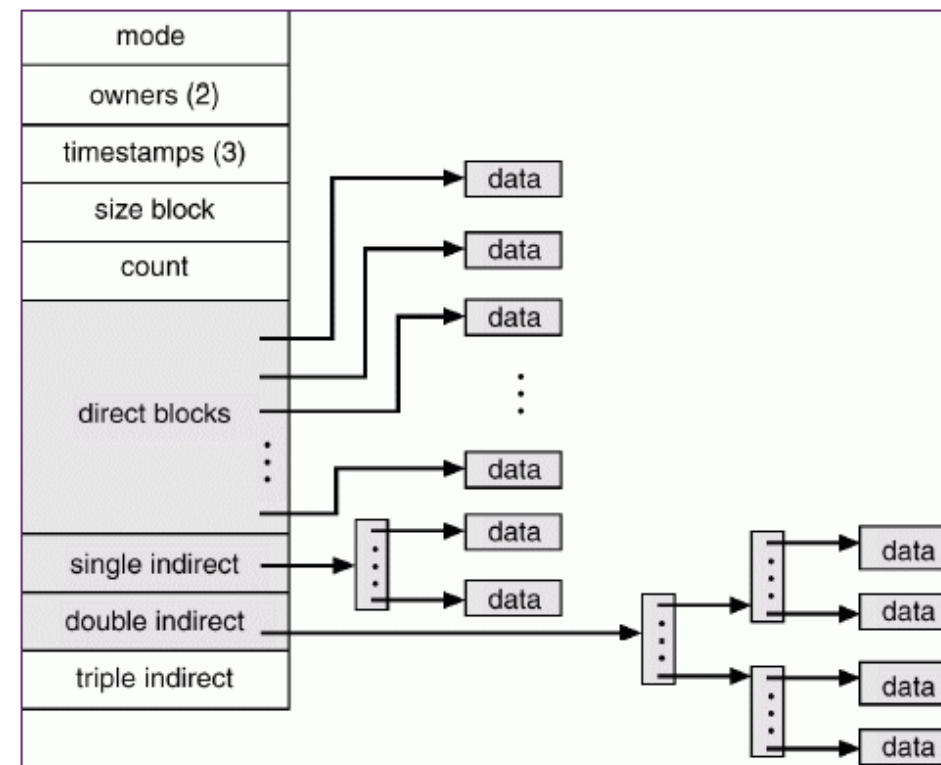 mode
owners (2)
timestamps (3)
size block
count
direct blocks
single indirect
double indirect
triple indirect
data
data
data
data
data
data
data
data
data
data